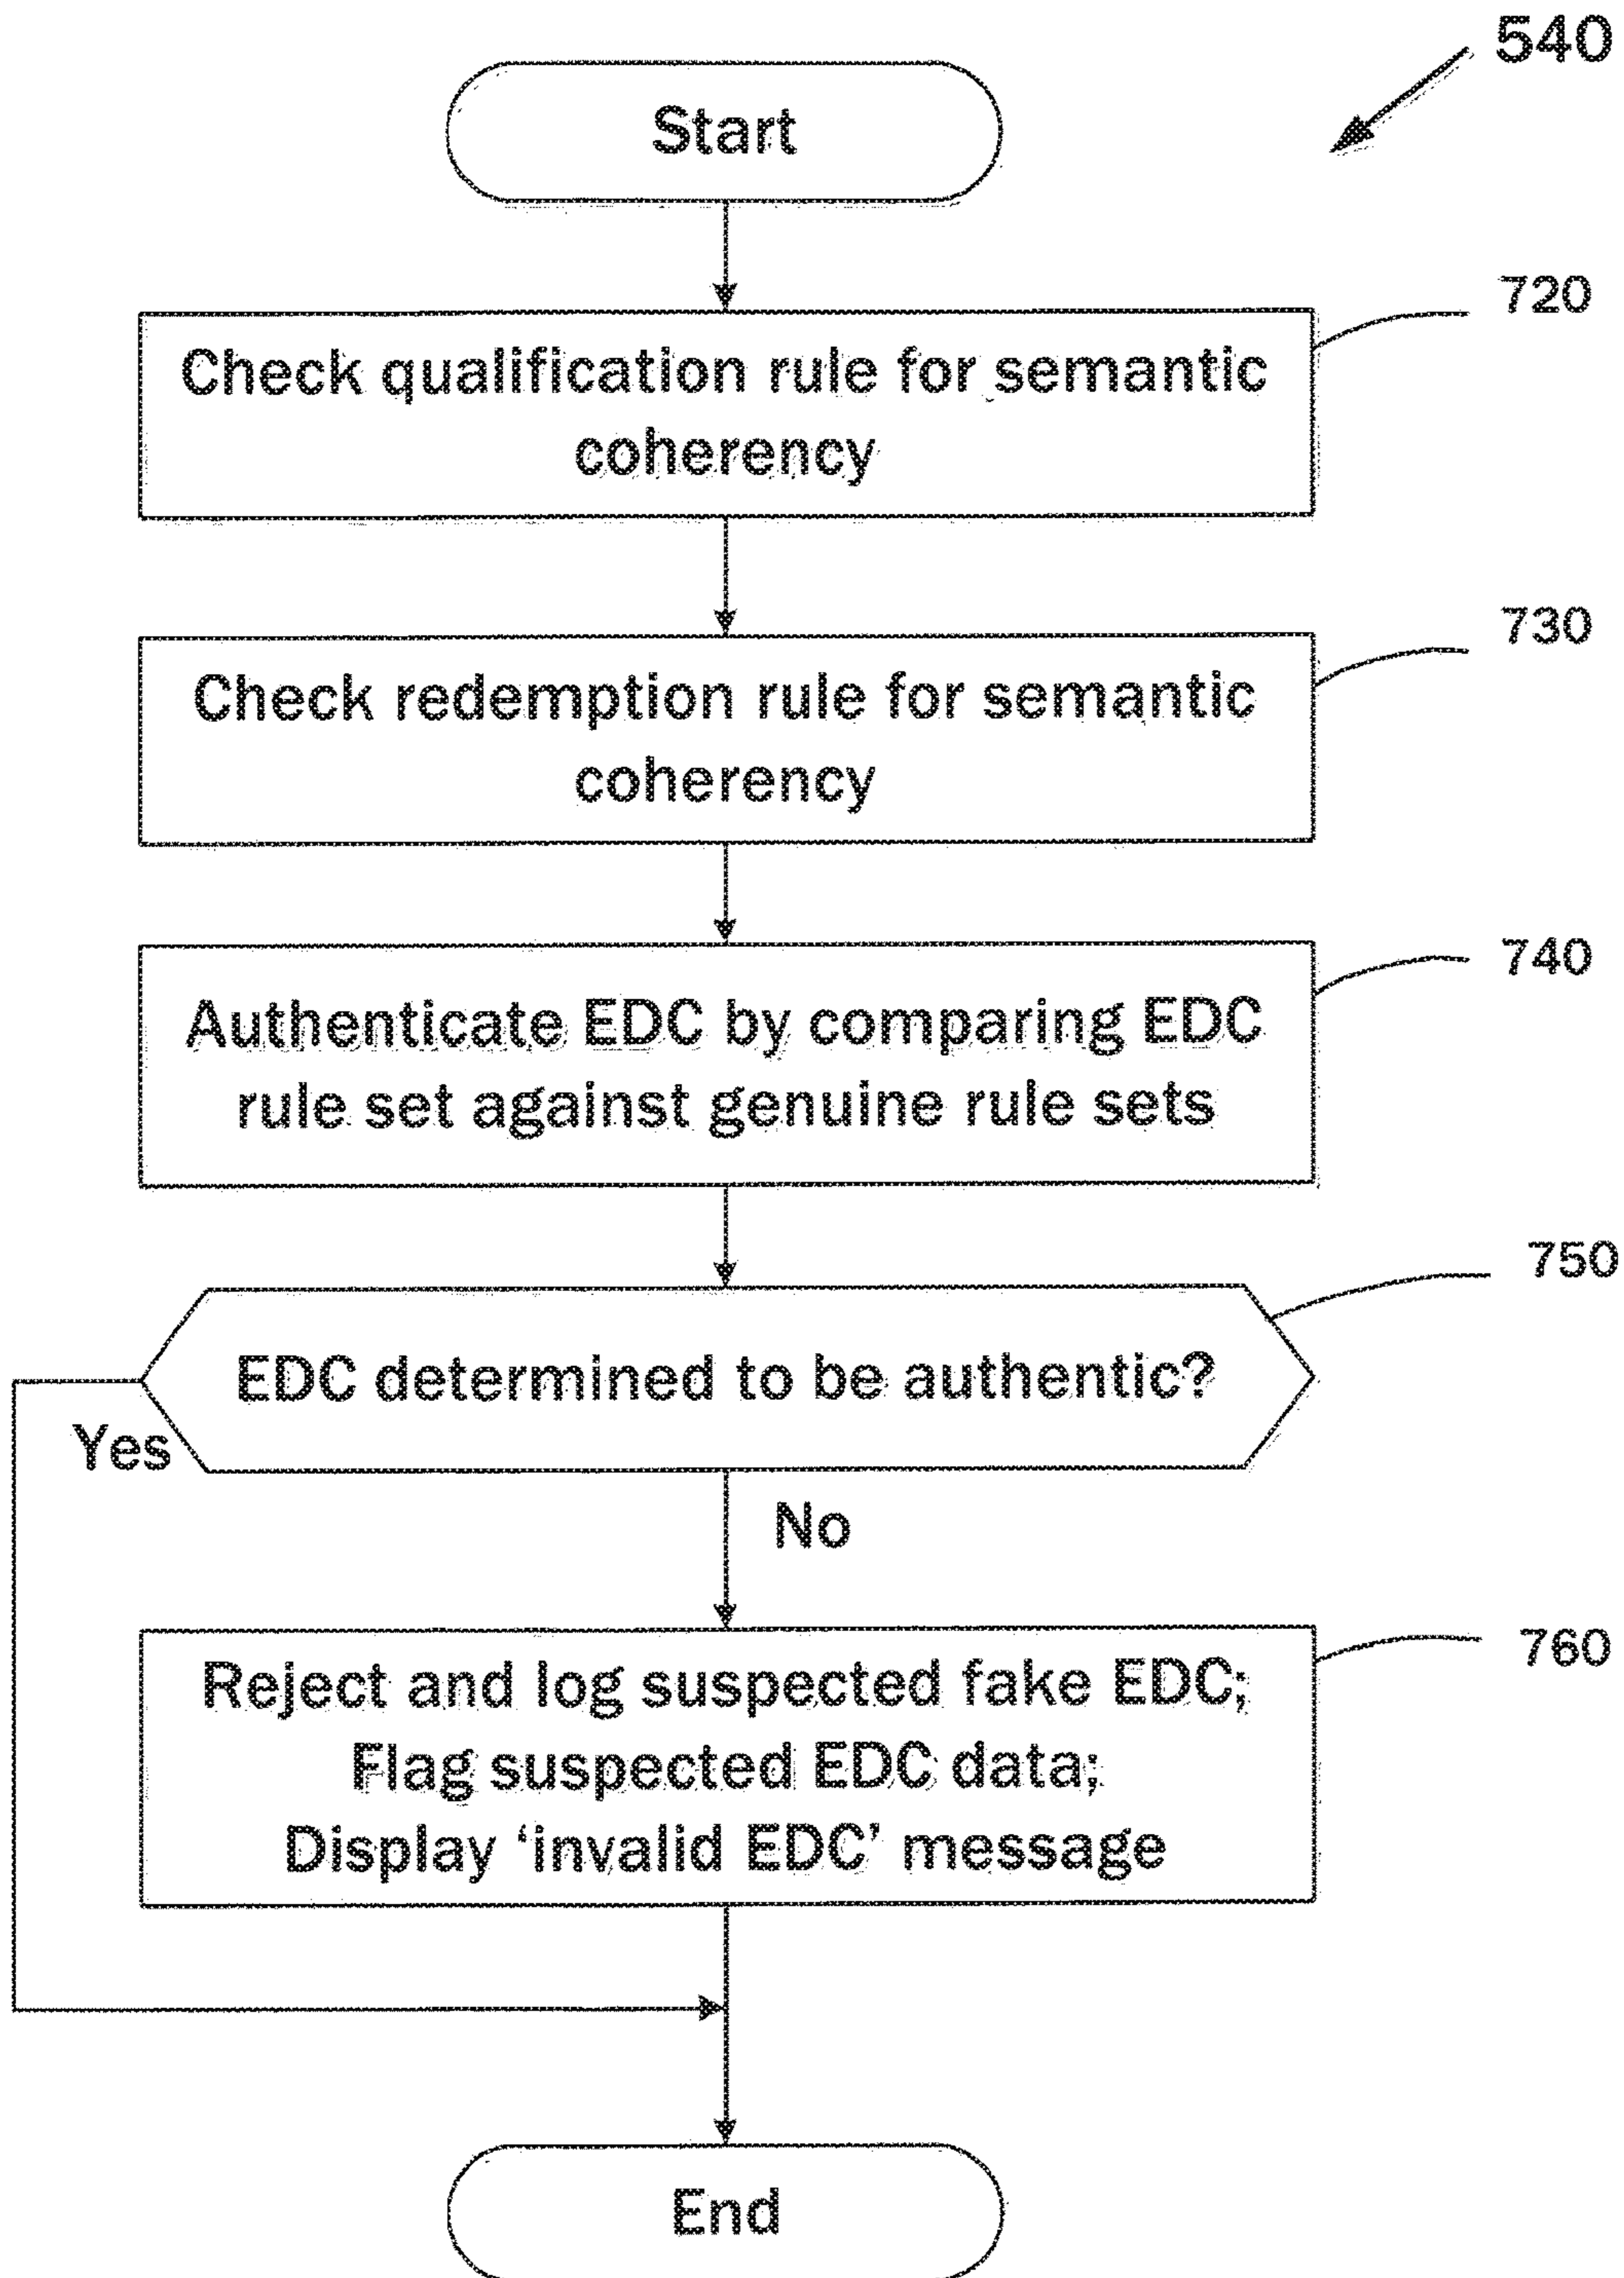 540
Start
720
Check qualification rule for semantic
coherency
730
Check redemption rule for semantic
coherency
740
Authenticate EDC by comparing EDC
rule set against genuine rule sets
750
EDC determined to be authentic?
Yes
No
760
Reject and log suspected fake EDC;
Flag suspected EDC data;
Display ‘invalid EDC’ message
End